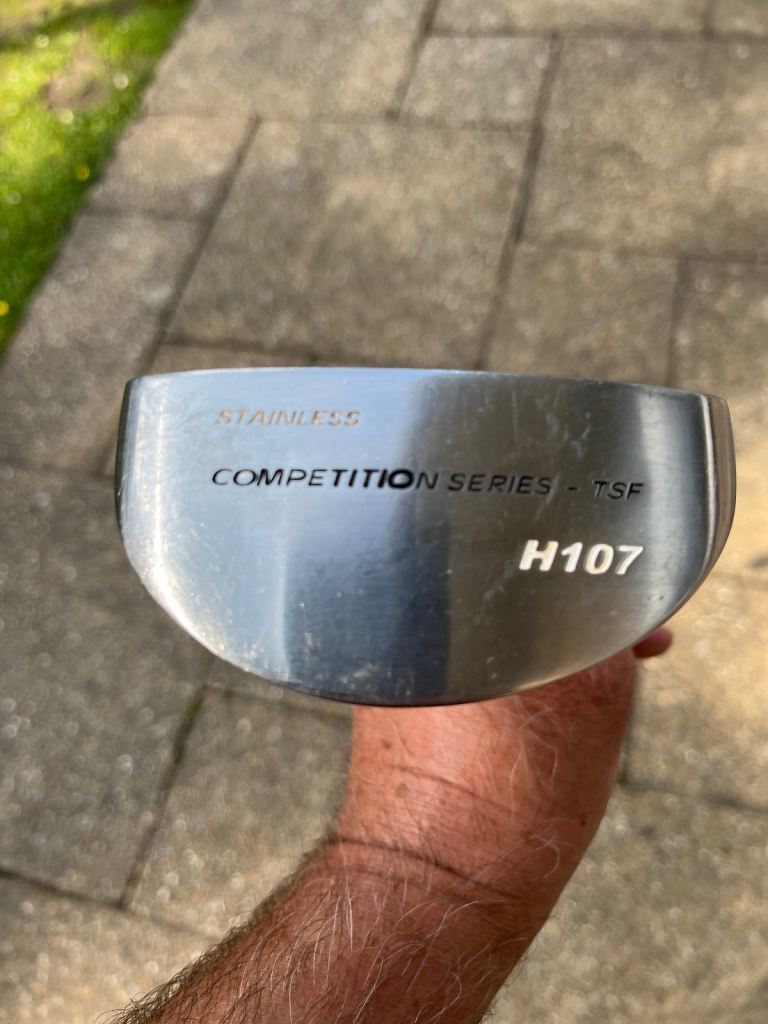 STAINLESS
COMPETITION SERIES - TSF
H107